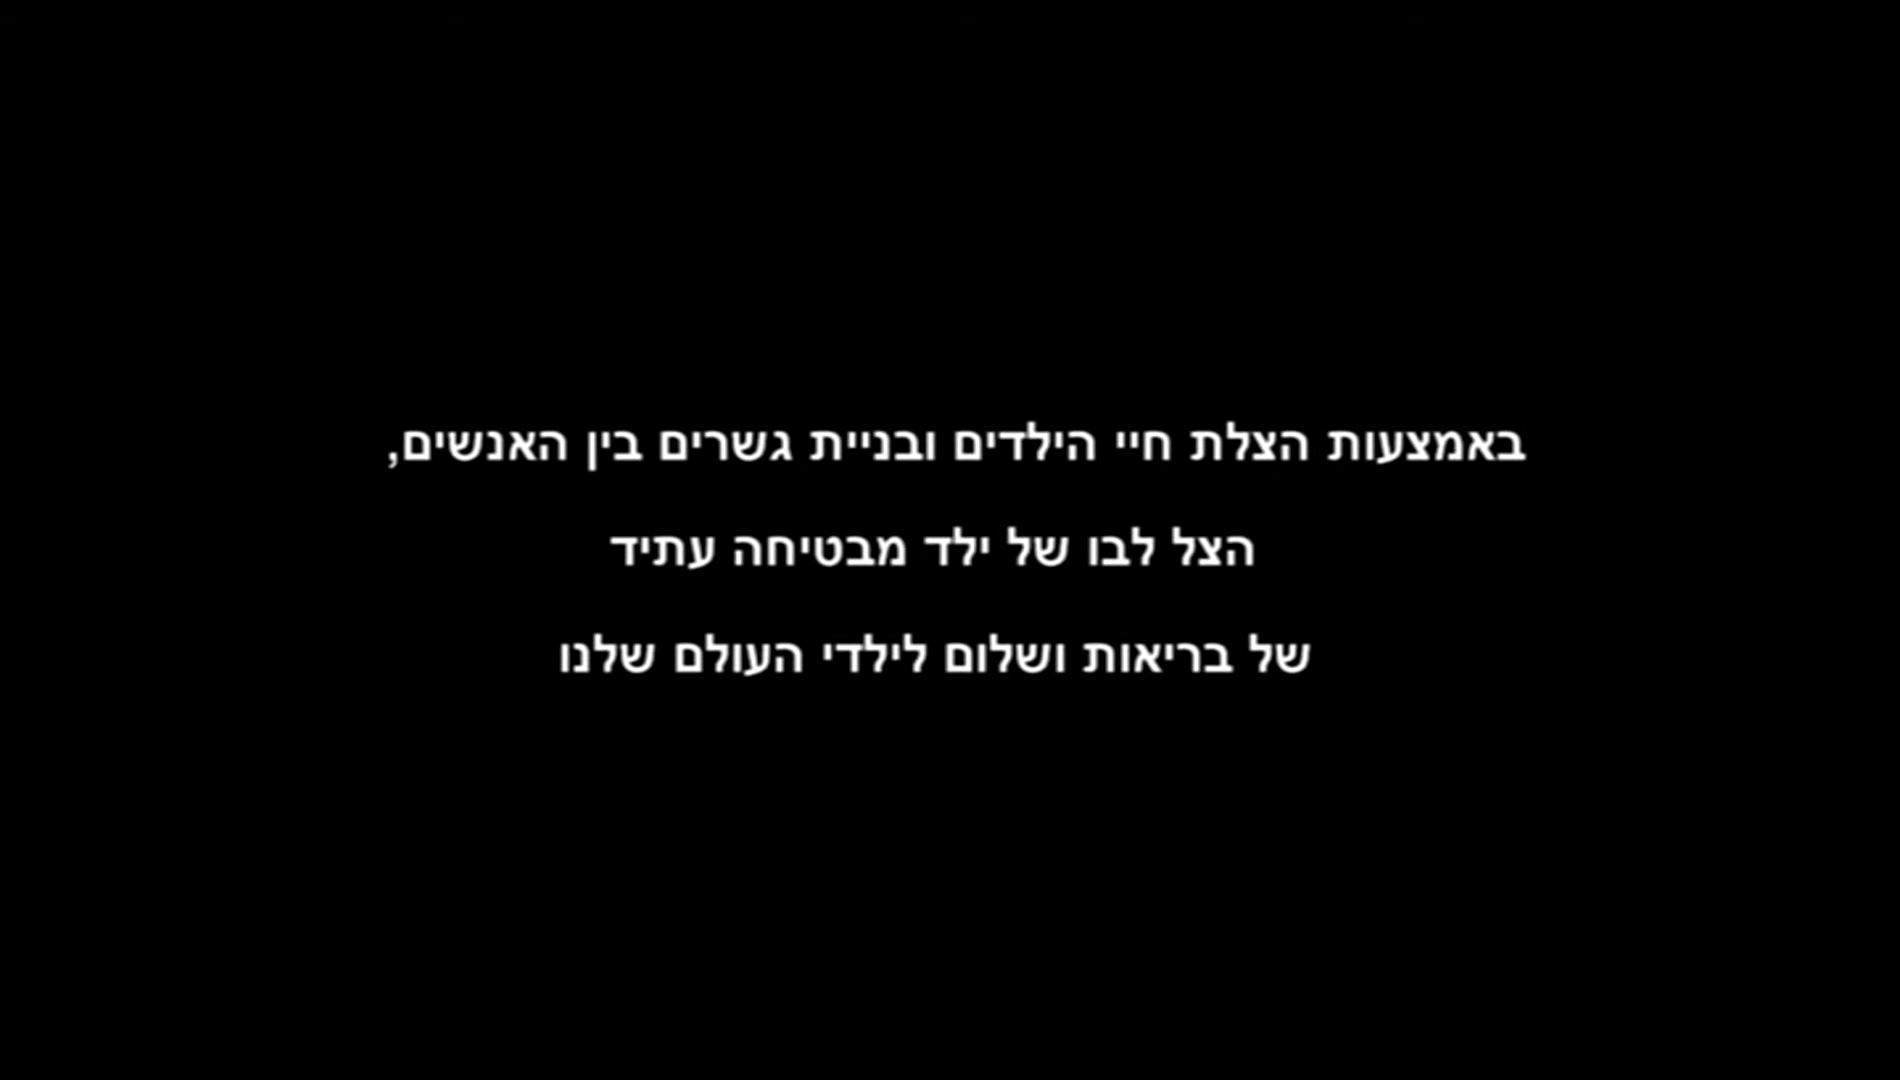 באמצעות הצלת חיי הילדים ובניית גשרים בין האנשים,
הצל לבו של ילד מבטיחה עתיד
של בריאות ושלום לילדי העולם שלנו